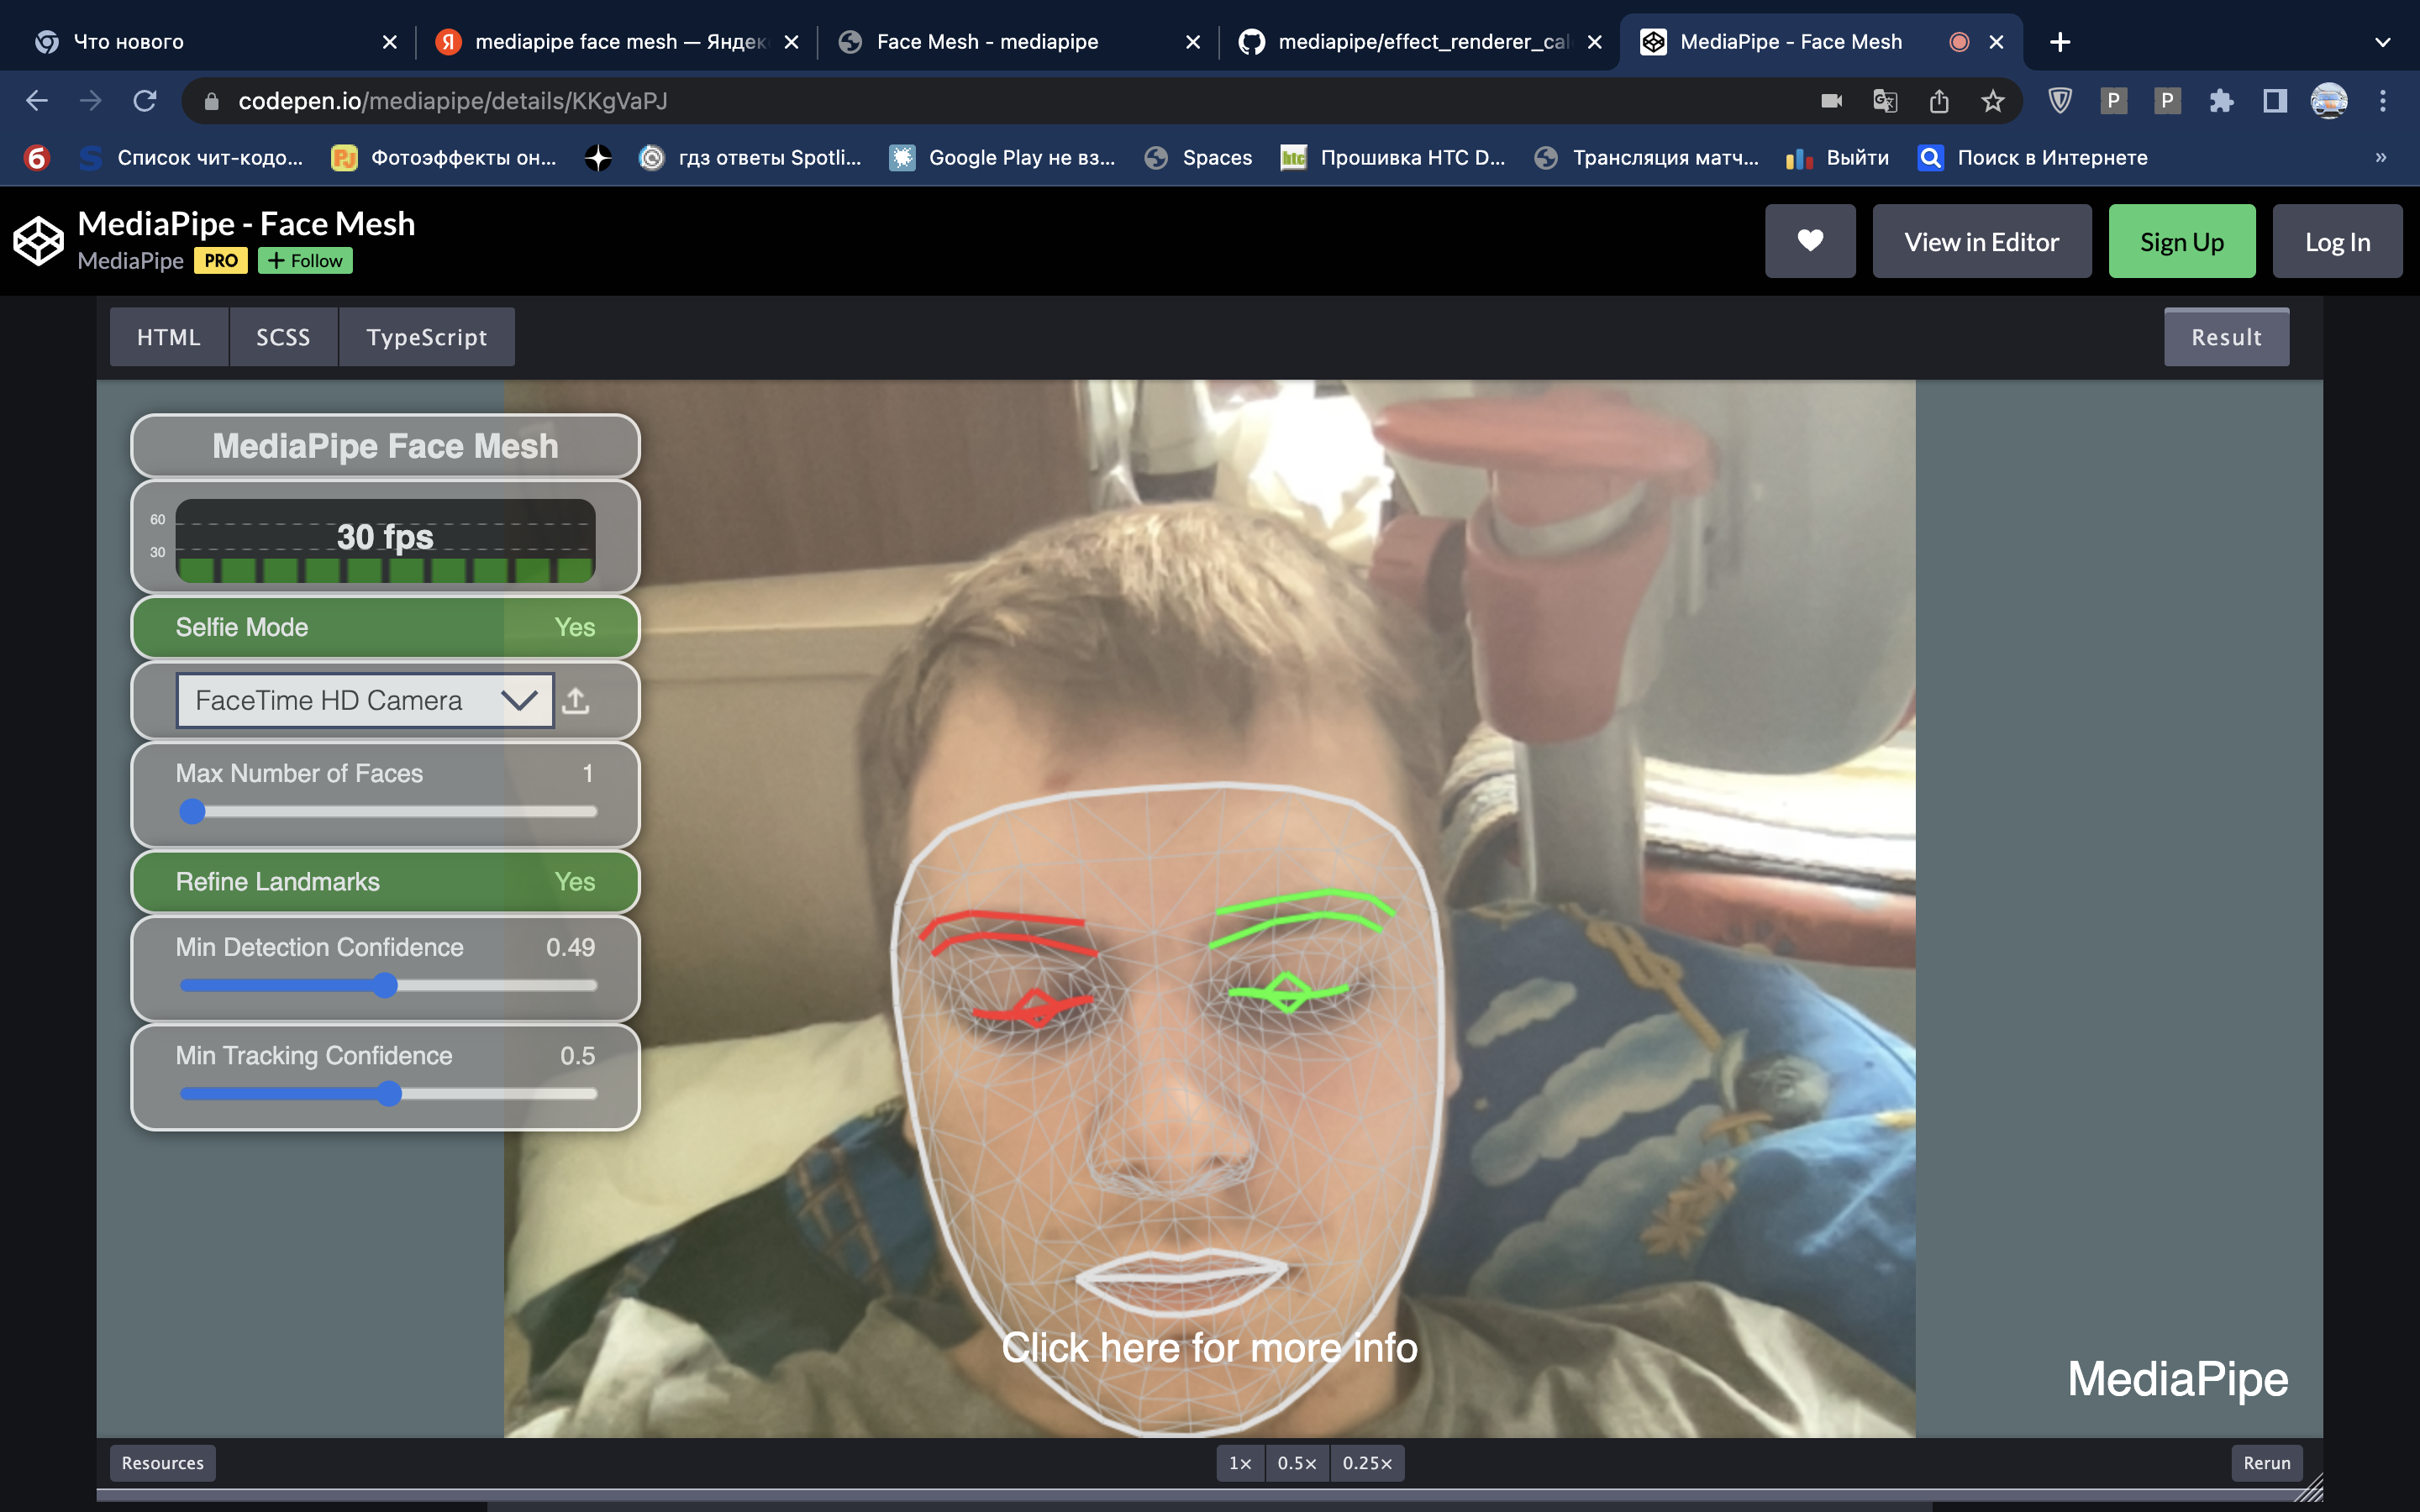 Что нового
mediapipe face mesh — Яндек
Face Mesh - mediapipe
mediapipe/effect_renderer_cal
MediaPipe - Face Mesh
codepen.io/mediapipe/details/KKgVaPJ
P
P
Список чит-кодо...
PJ
Фотоэффекты он...
гдз ответы Spotli...
Google Play не вз...
Spaces
htc
Прошивка HTC D...
Трансляция матч...
Выйти
Поиск в Интернете
»
MediaPipe - Face Mesh
MediaPipe
PRO
+ Follow
View in Editor
Sign Up
Log In
HTML
SCSS
TypeScript
Result
MediaPipe Face Mesh
60
30
30 fps
Selfie Mode
Yes
FaceTime HD Camera
Max Number of Faces
1
Refine Landmarks
Yes
Min Detection Confidence
0.49
Min Tracking Confidence
0.5
Click here for more info
MediaPipe
Resources
1×
0.5×
0.25×
Rerun